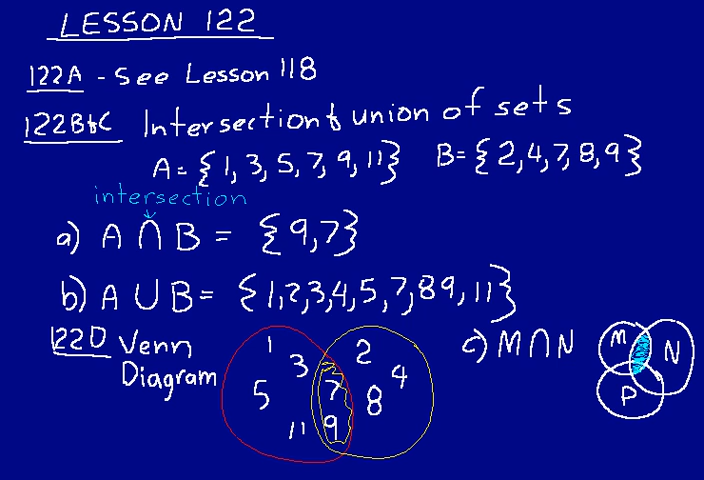 LESSON 122
122A - See Lesson 118
122B&C Intersection & union of sets
A = {1, 3, 5, 7, 9, 11} B = {2, 4, 7, 8, 9}
intersection
a) A ∩ B = {9, 7}
b) A ∪ B = {1, 2, 3, 4, 5, 7, 8 9, 11}
122D Venn Diagram
c) M ∩ N
1 3 5 11 7 9 2 4 8
M N P